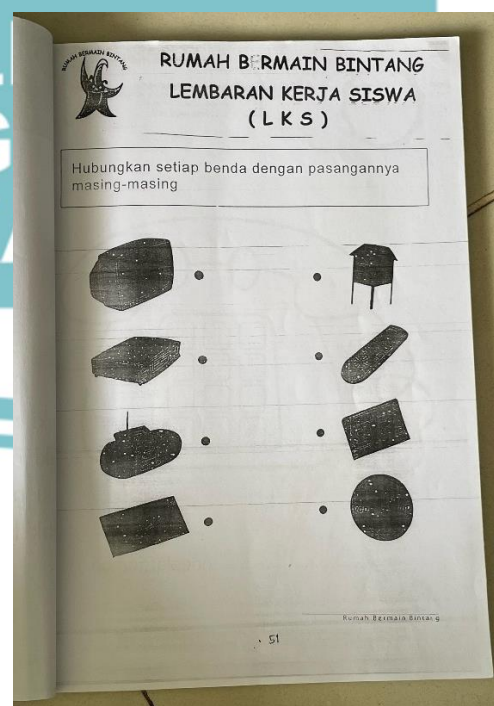 RUMAH BERMAIN BINTANG
RUMAH B RMAIN BINTANG
LEMBARAN KERJA SISWA
( L K S )
Hubungkan setiap benda dengan pasangannya
masing-masing
Rumah Bermain Bintang
51